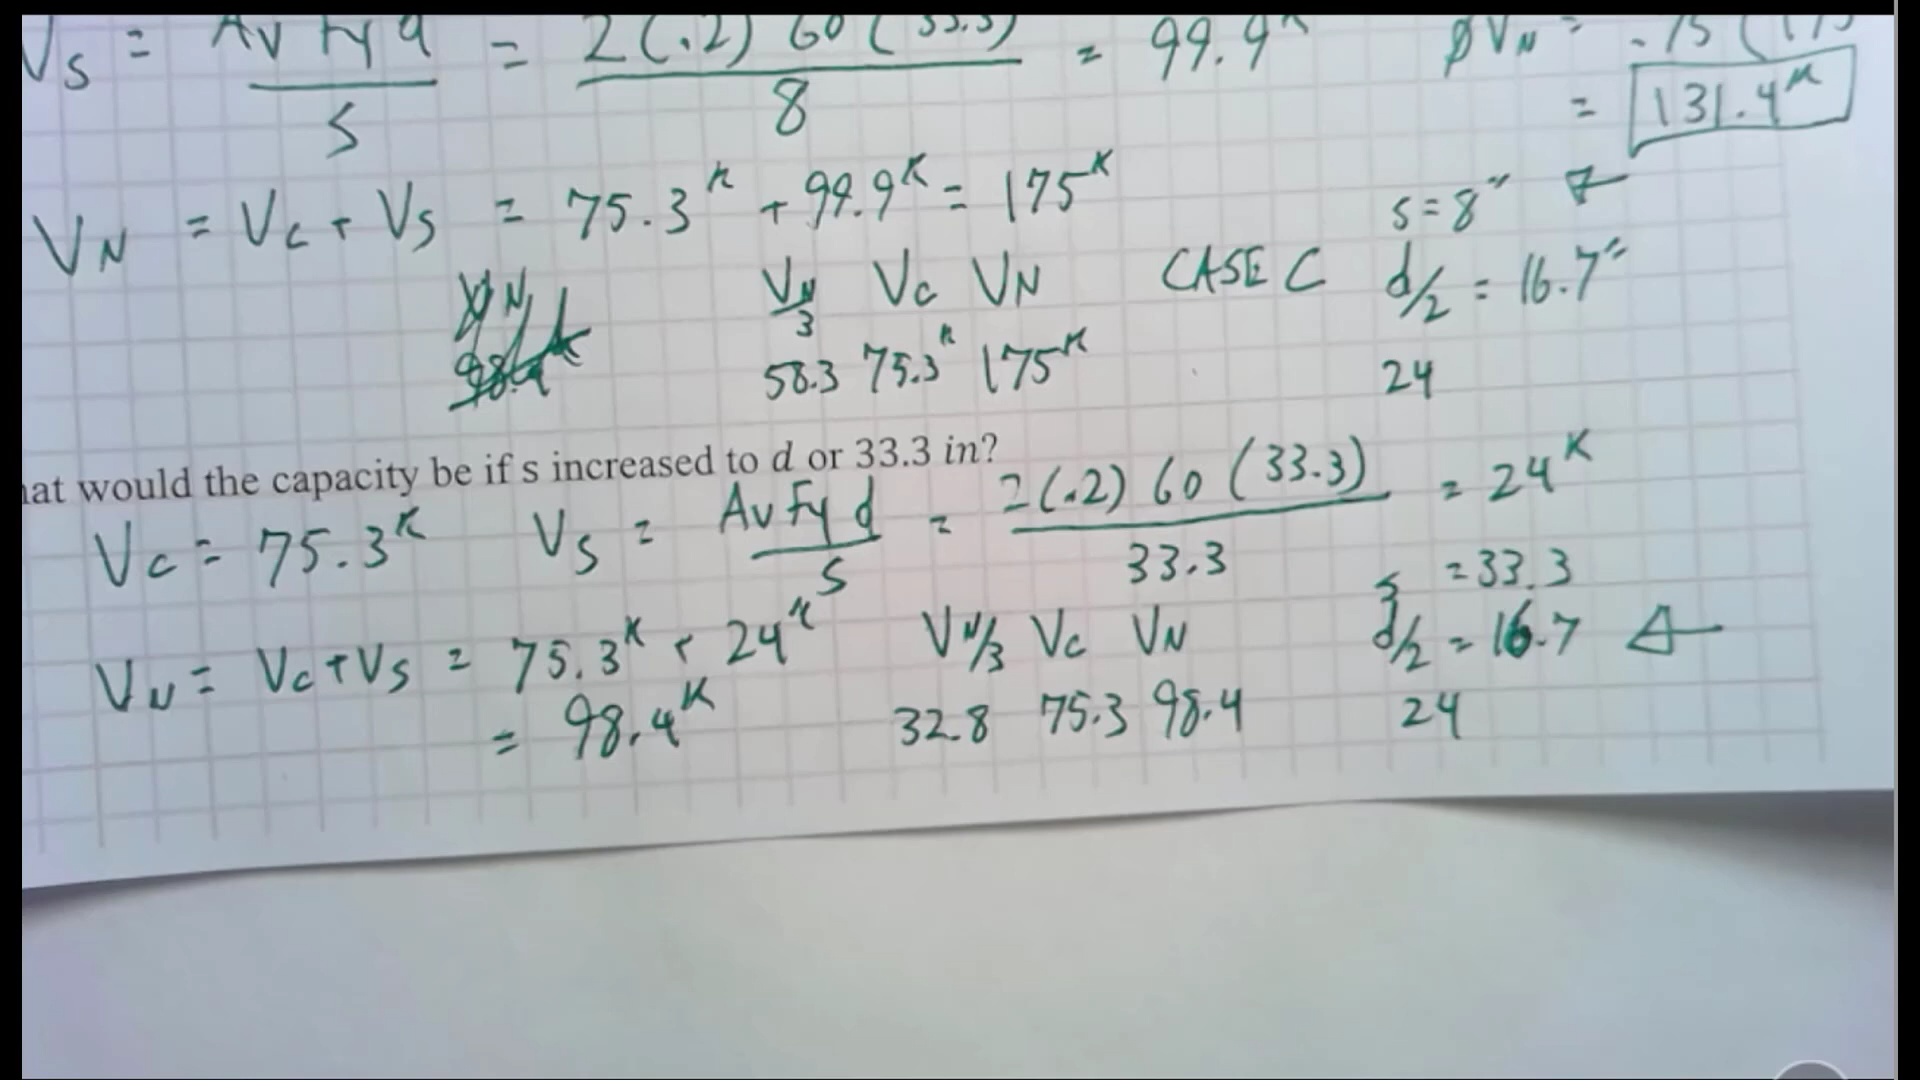 Vs = Av Fy d / s = 2(.2) 60 (33.3) / 8 = 99.9ᴷ
φVN = .75 (175
= 131.4ᴷ
VN = Vc + Vs = 75.3ᴷ + 99.9ᴷ = 175ᴷ
s = 8"
VN/3 Vc VN CASE C d/2 = 16.7"
58.3 75.3ᴷ 175ᴷ 24
hat would the capacity be if s increased to d or 33.3 in?
Vc = 75.3ᴷ Vs = Av Fy d / s = 2(.2) 60 (33.3) / 33.3 = 24ᴷ
s = 33.3
VN = Vc + Vs = 75.3ᴷ + 24ᴷ VN/3 Vc VN d/2 = 16.7
= 98.4ᴷ 32.8 75.3 98.4 24